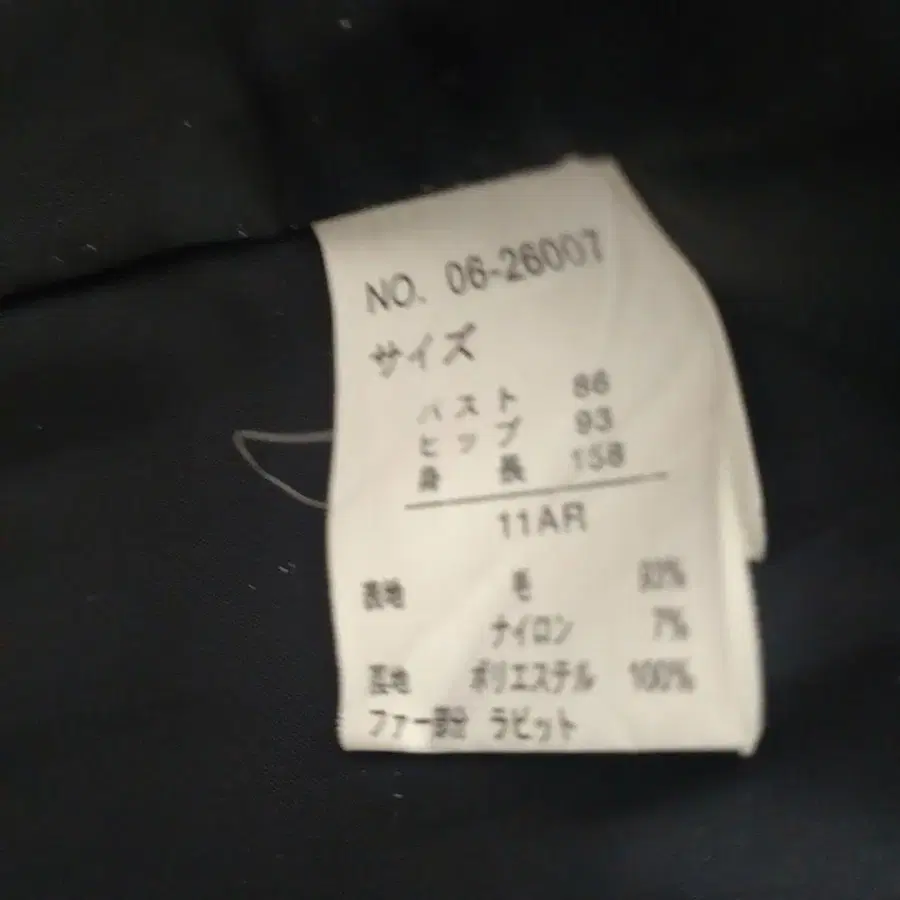 NO. 06-26007
サイズ
バスト 86
ヒップ 93
身長 158
11AR
表地 毛
ナイロン 7%
裏地 ポリエステル 100%
ファー部分 ラビット